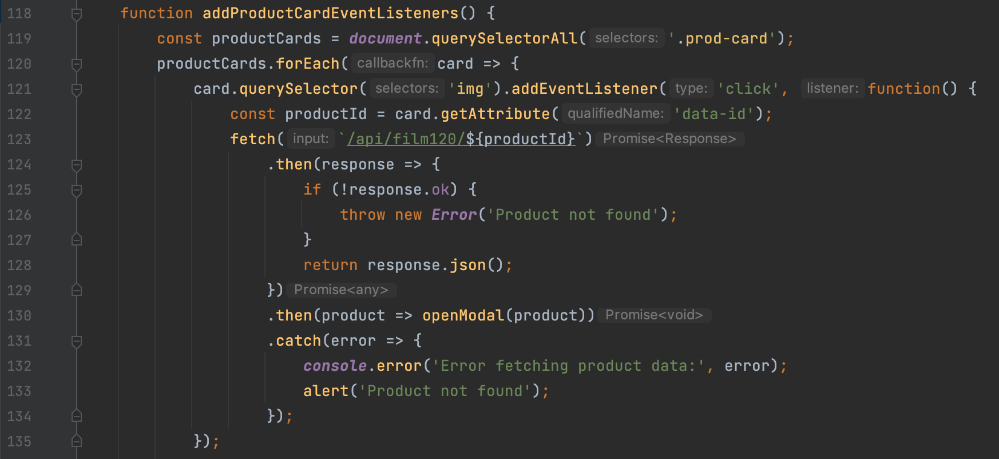 118 function addProductCardEventListeners() {
119 const productCards = document.querySelectorAll( selectors: '.prod-card');
120 productCards.forEach( callbackfn: card => {
121 card.querySelector( selectors: 'img').addEventListener( type: 'click', listener: function() {
122 const productId = card.getAttribute( qualifiedName: 'data-id');
123 fetch( input: `/api/film120/${productId}`) Promise<Response>
124 .then(response => {
125 if (!response.ok) {
126 throw new Error('Product not found');
127 }
128 return response.json();
129 }) Promise<any>
130 .then(product => openModal(product)) Promise<void>
131 .catch(error => {
132 console.error('Error fetching product data:', error);
133 alert('Product not found');
134 });
135 });